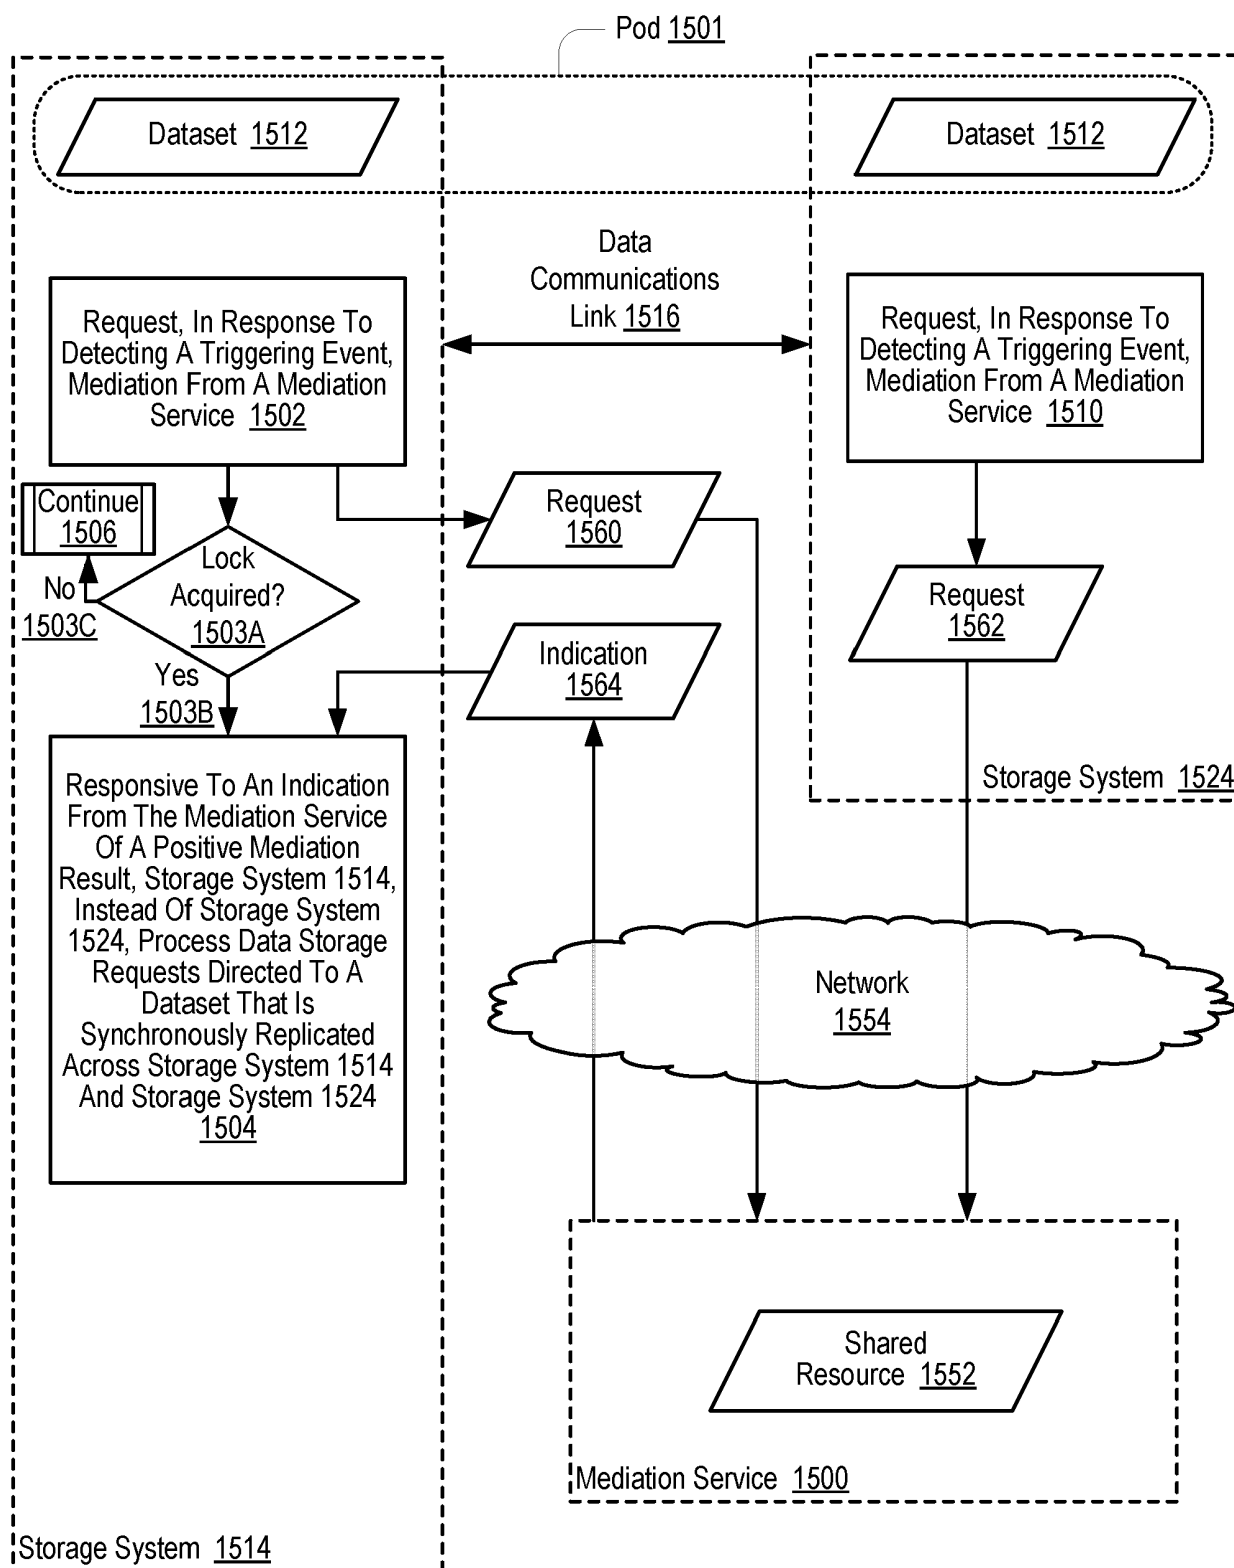 Pod 1501
Dataset 1512
Dataset 1512
Data
Communications
Link 1516
Request, In Response To
Detecting A Triggering Event,
Mediation From A Mediation
Service 1502
Request, In Response To
Detecting A Triggering Event,
Mediation From A Mediation
Service 1510
Continue
1506
Lock
Acquired?
1503A
No
1503C
Yes
1503B
Request
1560
Request
1562
Indication
1564
Storage System 1524
Responsive To An Indication
From The Mediation Service
Of A Positive Mediation
Result, Storage System 1514,
Instead Of Storage System
1524, Process Data Storage
Requests Directed To A
Dataset That Is
Synchronously Replicated
Across Storage System 1514
And Storage System 1524
1504
Network
1554
Shared
Resource 1552
Mediation Service 1500
Storage System 1514